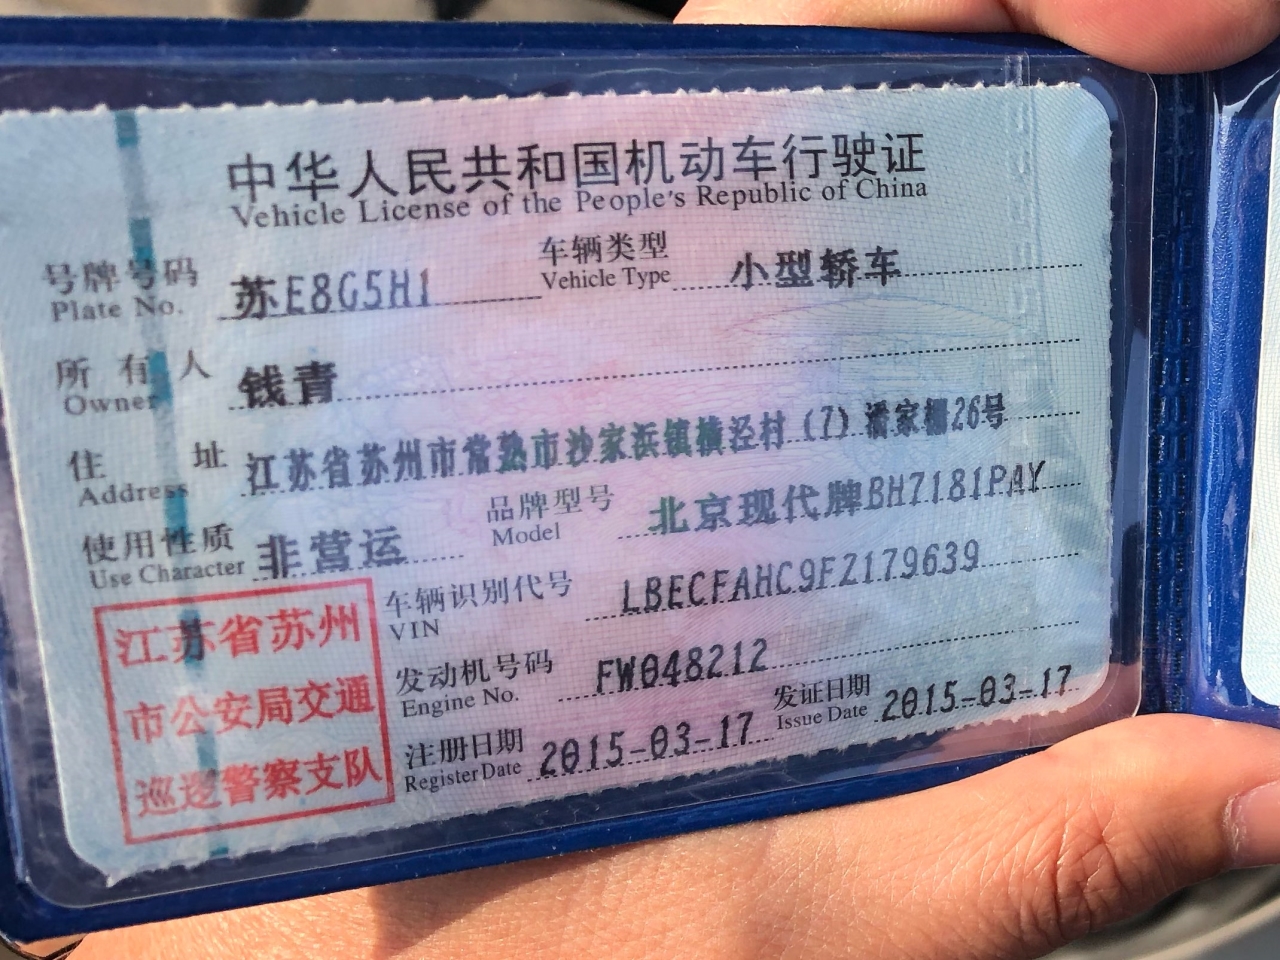 中华人民共和国机动车行驶证
Vehicle License of the People's Republic of China
号牌号码 苏E8G5H1 车辆类型 小型轿车
Plate No. Vehicle Type
所有人 钱青
Owner
住址 江苏省苏州市常熟市沙家浜镇横泾村（7）潘家棚26号
Address
使用性质 非营运 品牌型号 北京现代牌BH7181PAY
Use Character Model
车辆识别代号 LBECFAHC9FZ179639
VIN
发动机号码 FW048212
Engine No.
注册日期 2015-03-17 发证日期 2015-03-17
Register Date Issue Date
江苏省苏州
市公安局交通
巡逻警察支队